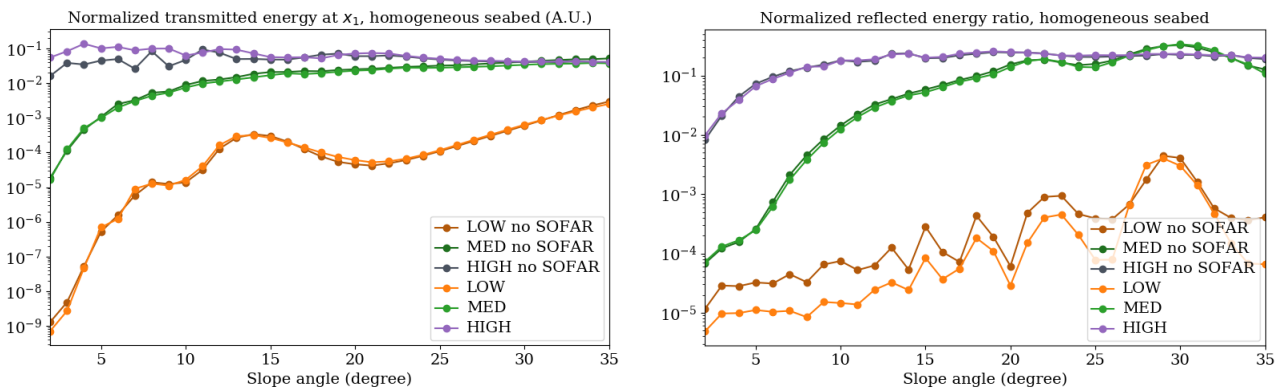 Normalized transmitted energy at x₁, homogeneous seabed (A.U.)
10⁻¹
10⁻²
10⁻³
10⁻⁴
10⁻⁵
10⁻⁶
10⁻⁷
10⁻⁸
10⁻⁹
LOW no SOFAR
MED no SOFAR
HIGH no SOFAR
LOW
MED
HIGH
5 10 15 20 25 30 35
Slope angle (degree)
Normalized reflected energy ratio, homogeneous seabed
10⁻¹
10⁻²
10⁻³
10⁻⁴
10⁻⁵
LOW no SOFAR
MED no SOFAR
HIGH no SOFAR
LOW
MED
HIGH
5 10 15 20 25 30 35
Slope angle (degree)